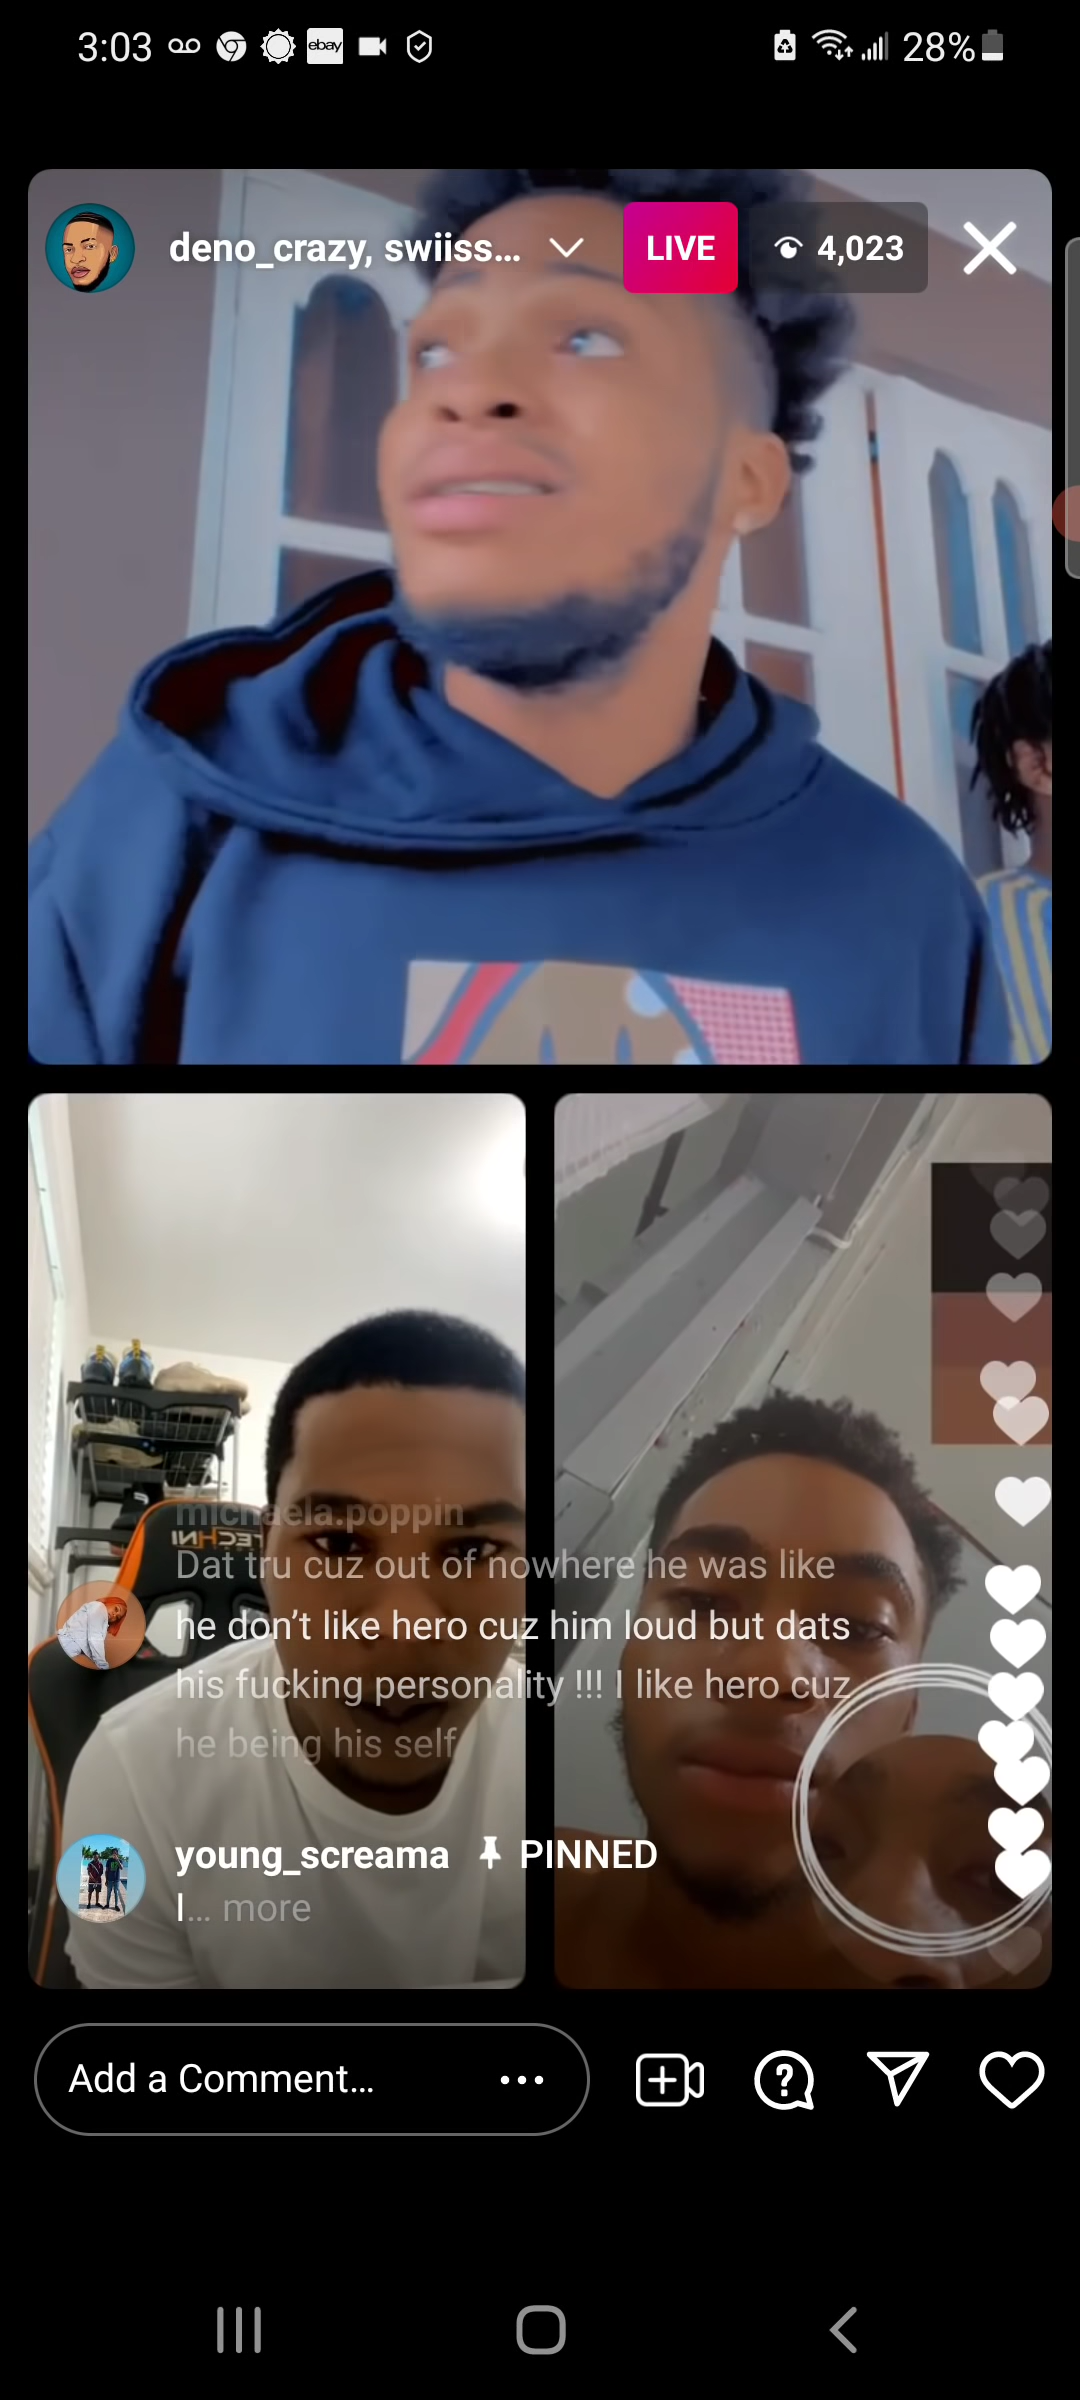 3:03
ebay
28%
deno_crazy, swiiss...
LIVE
4,023
michaela.poppin
Dat tru cuz out of nowhere he was like
he don't like hero cuz him loud but dats
his fucking personality !!! I like hero cuz
he being his self
young_screama PINNED
I... more
Add a Comment...